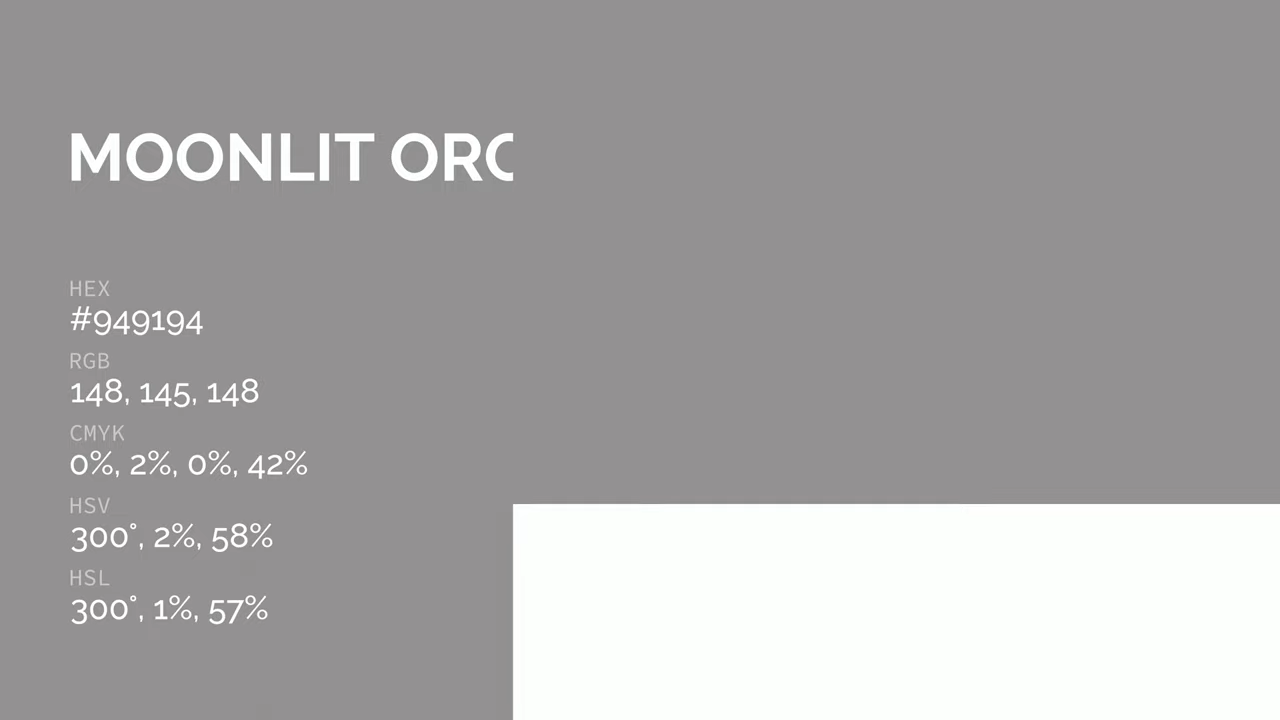 MOONLIT ORC
HEX
#949194
RGB
148, 145, 148
CMYK
0%, 2%, 0%, 42%
HSV
300°, 2%, 58%
HSL
300°, 1%, 57%